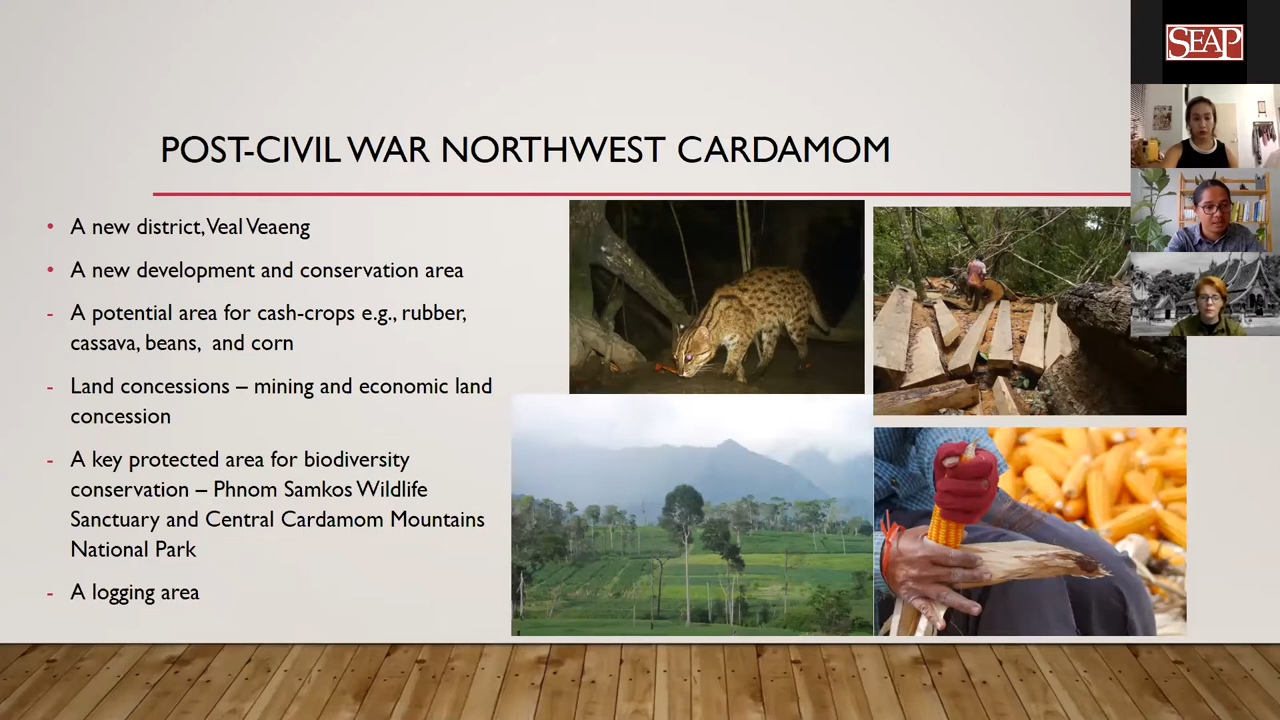 SEAP
POST-CIVIL WAR NORTHWEST CARDAMOM
• A new district, Veal Veaeng
• A new development and conservation area
- A potential area for cash-crops e.g., rubber,
cassava, beans, and corn
- Land concessions – mining and economic land
concession
- A key protected area for biodiversity
conservation – Phnom Samkos Wildlife
Sanctuary and Central Cardamom Mountains
National Park
- A logging area